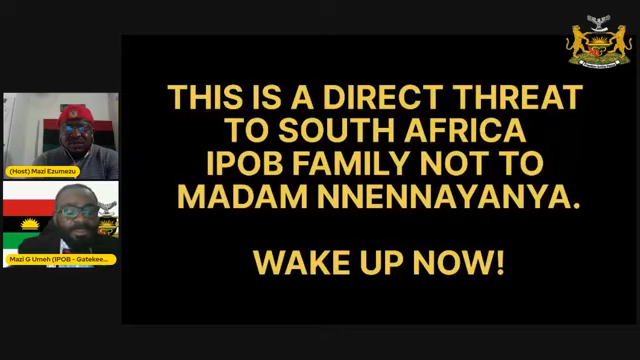 THIS IS A DIRECT THREAT
TO SOUTH AFRICA
IPOB FAMILY NOT TO
MADAM NNENNAYANYA.
WAKE UP NOW!
(Host) Mazi Ezumezu
Mazi G Umeh (IPOB - Gatekee...